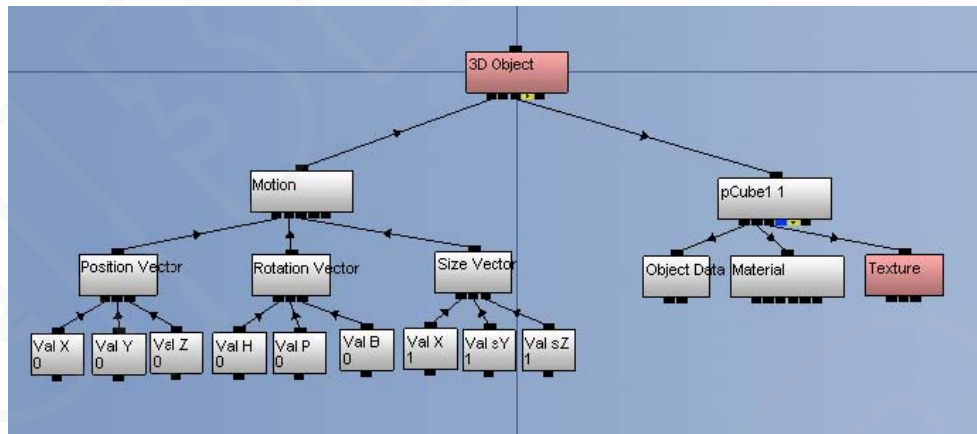 3D Object
Motion
pCube1 1
Position Vector
Rotation Vector
Size Vector
Object Data
Material
Texture
Val X
0
Val Y
0
Val Z
0
Val H
0
Val P
0
Val B
0
Val X
1
Val sY
1
Val sZ
1